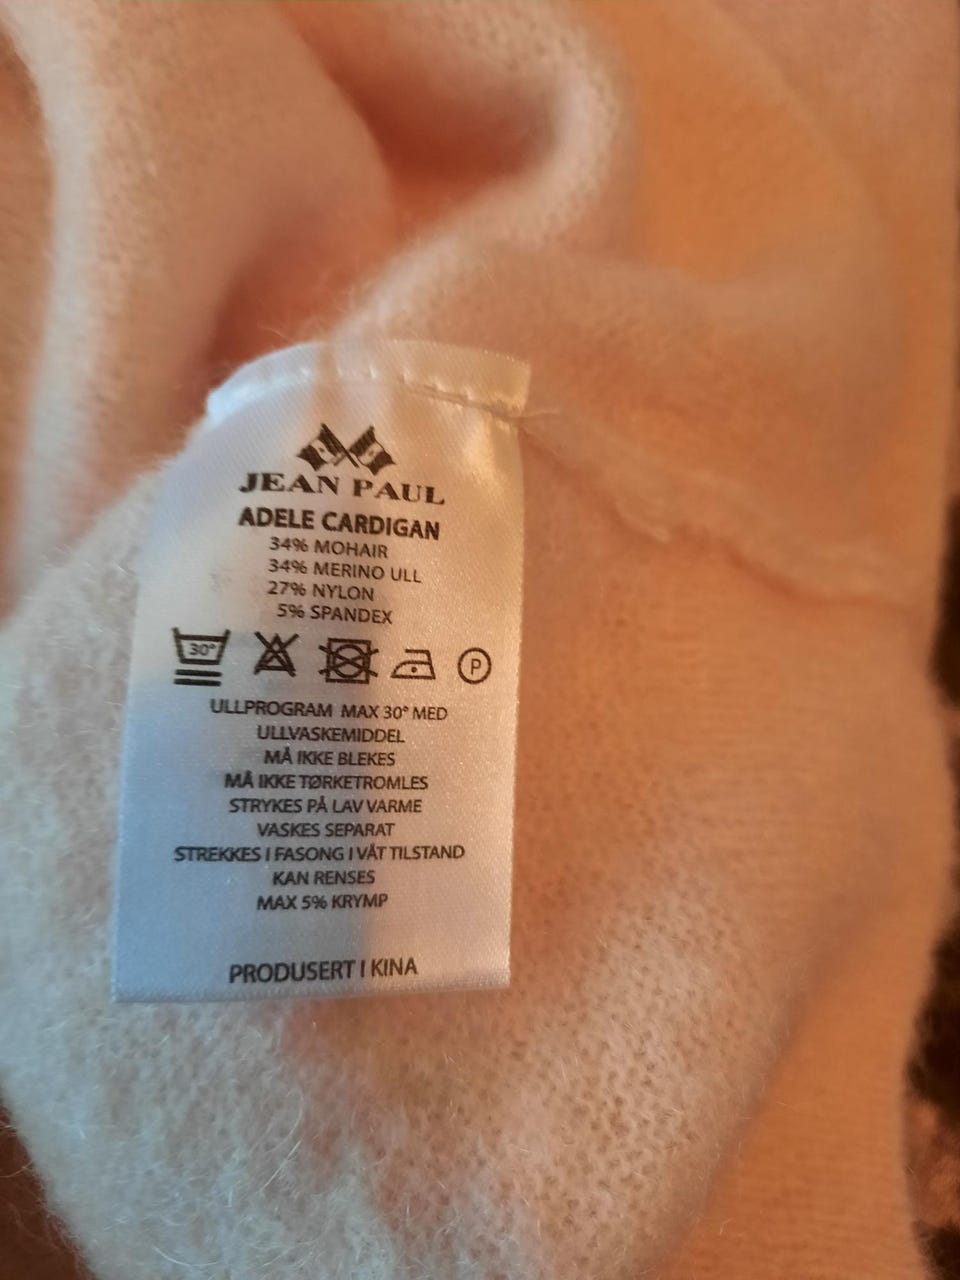 JEAN PAUL
ADELE CARDIGAN
34% MOHAIR
34% MERINO ULL
27% NYLON
5% SPANDEX
30° P
ULLPROGRAM MAX 30° MED
ULLVASKEMIDDEL
MÅ IKKE BLEKES
MÅ IKKE TØRKETROMLES
STRYKES PÅ LAV VARME
VASKES SEPARAT
STREKKES I FASONG I VÅT TILSTAND
KAN RENSES
MAX 5% KRYMP
PRODUSERT I KINA